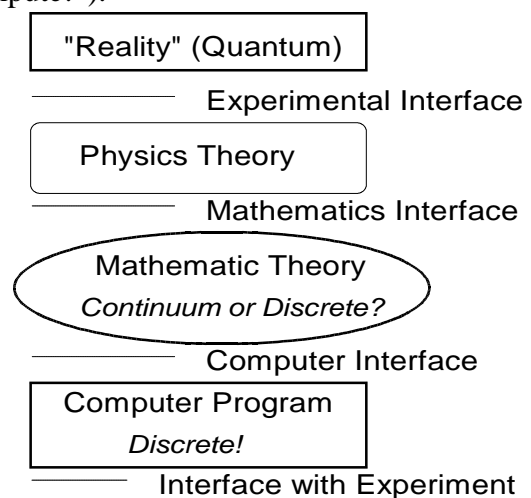 "Reality" (Quantum)
Experimental Interface
Physics Theory
Mathematics Interface
Mathematic Theory
Continuum or Discrete?
Computer Interface
Computer Program
Discrete!
Interface with Experiment